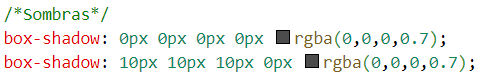 /*Sombras*/
box-shadow: 0px 0px 0px 0px rgba(0,0,0,0.7);
box-shadow: 10px 10px 10px 0px rgba(0,0,0,0.7);